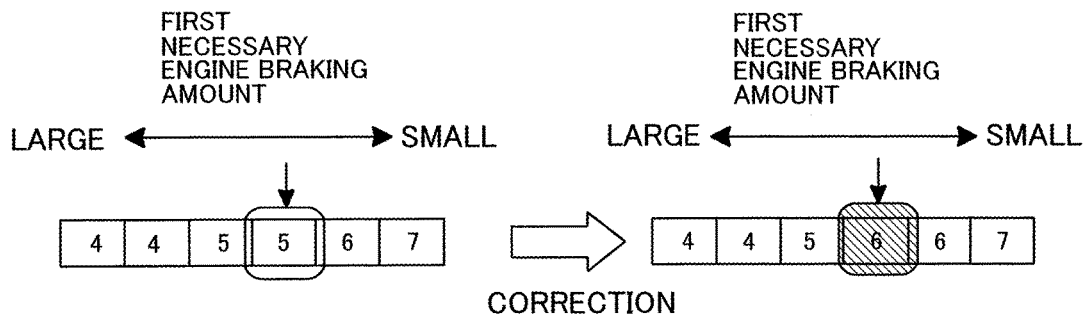 FIRST
NECESSARY
ENGINE BRAKING
AMOUNT
LARGE SMALL
4 4 5 5 6 7
CORRECTION
FIRST
NECESSARY
ENGINE BRAKING
AMOUNT
LARGE SMALL
4 4 5 6 6 7